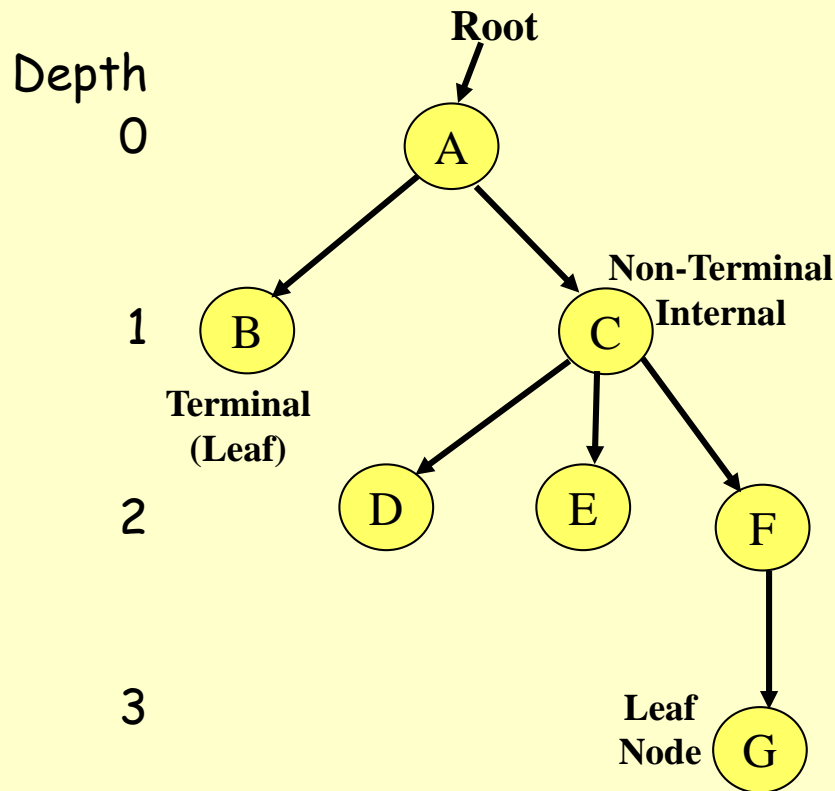 Root
Depth
0
A
Non-Terminal
Internal
1
B
C
Terminal
(Leaf)
2
D
E
F
3
Leaf
Node
G